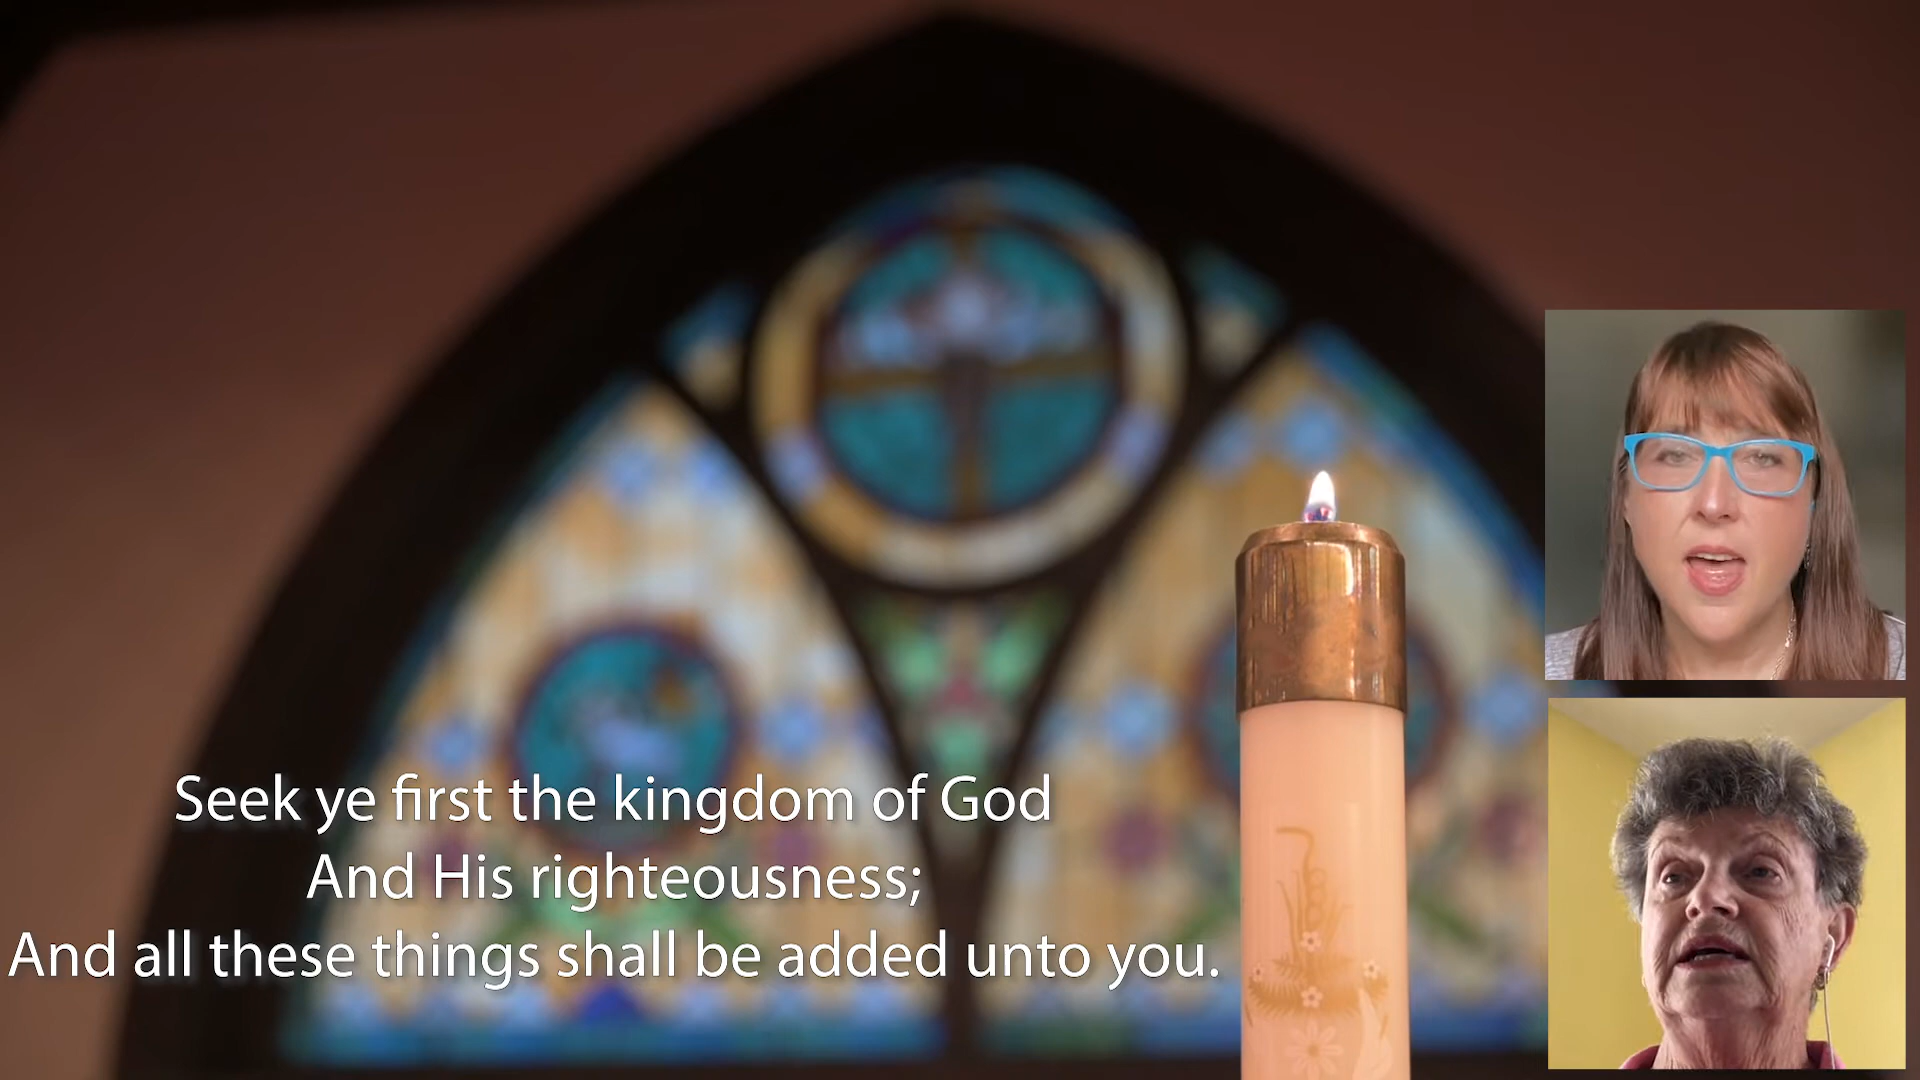 Seek ye first the kingdom of God
And His righteousness;
And all these things shall be added unto you.